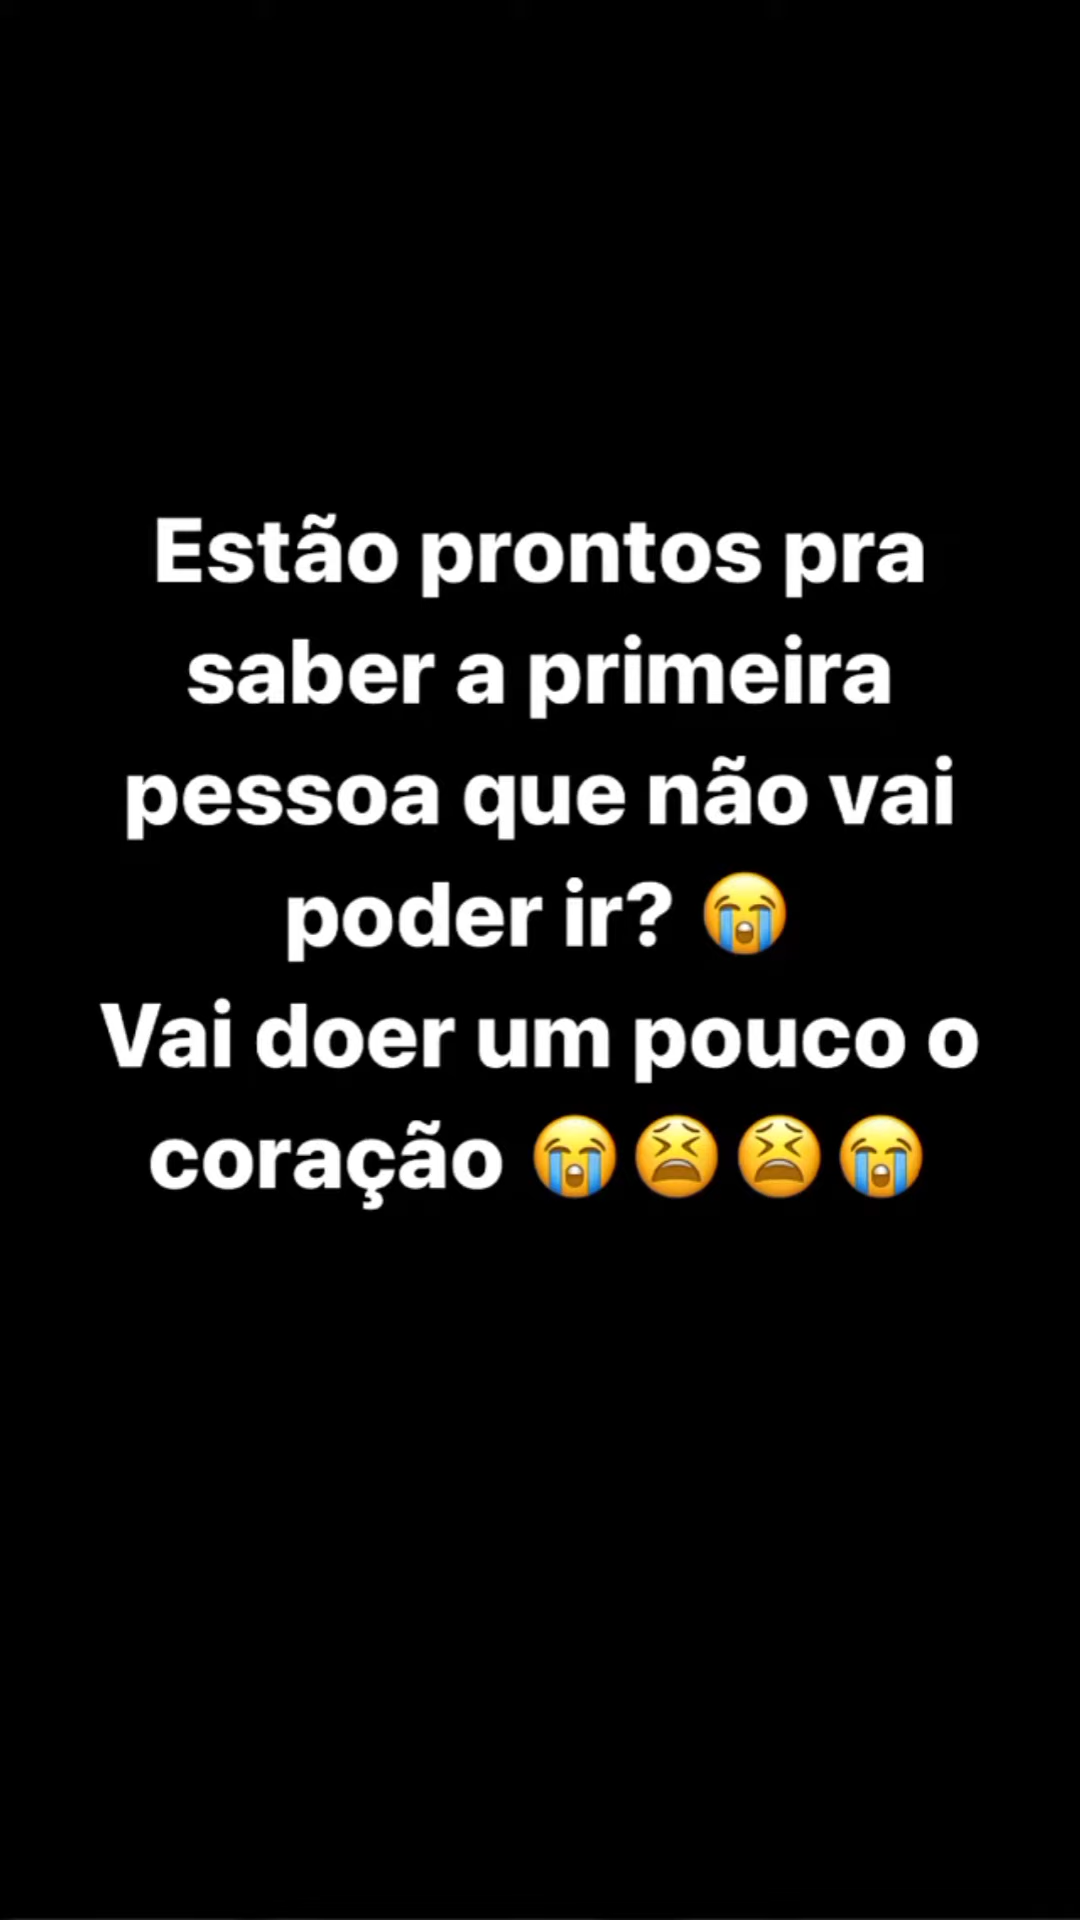 Estão prontos pra
saber a primeira
pessoa que não vai
poder ir? 😭
Vai doer um pouco o
coração 😭😫😫😭